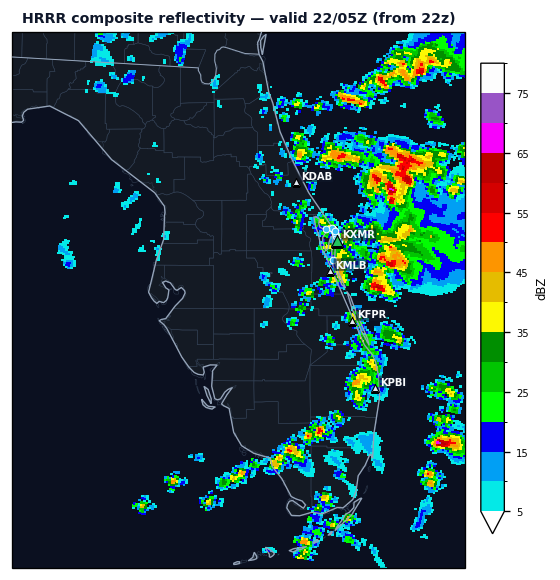 HRRR composite reflectivity — valid 22/05Z (from 22z)
KDAB
KXMR
KMLB
KFPR
KPBI
75
65
55
45
35
25
15
5
dBZ